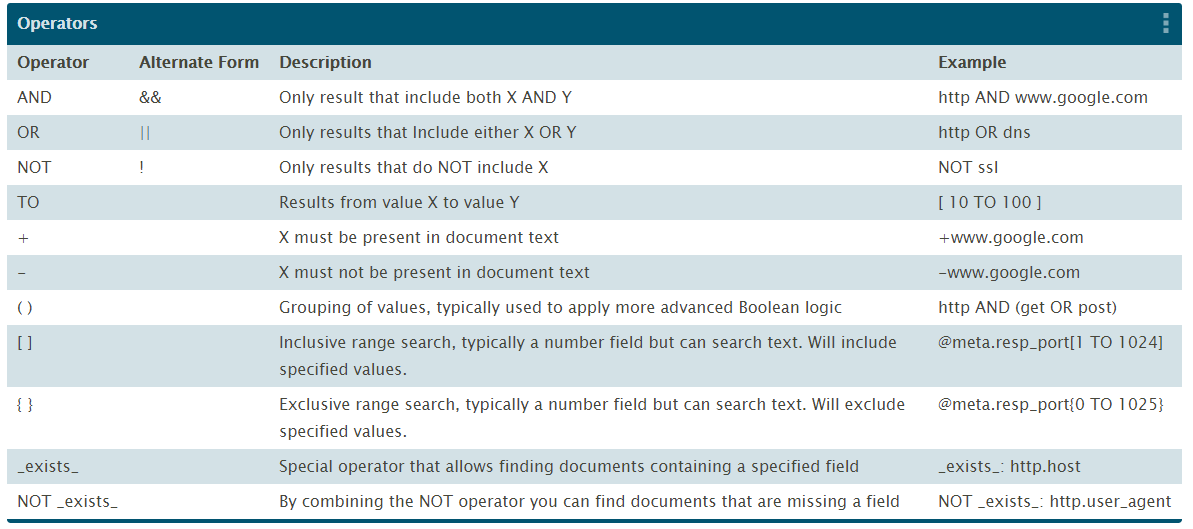 Operators
Operator Alternate Form Description Example
AND && Only result that include both X AND Y http AND www.google.com
OR || Only results that Include either X OR Y http OR dns
NOT ! Only results that do NOT include X NOT ssl
TO Results from value X to value Y [ 10 TO 100 ]
+ X must be present in document text +www.google.com
- X must not be present in document text -www.google.com
( ) Grouping of values, typically used to apply more advanced Boolean logic http AND (get OR post)
[ ] Inclusive range search, typically a number field but can search text. Will include @meta.resp_port[1 TO 1024]
specified values.
{ } Exclusive range search, typically a number field but can search text. Will exclude @meta.resp_port{0 TO 1025}
specified values.
_exists_ Special operator that allows finding documents containing a specified field _exists_: http.host
NOT _exists_ By combining the NOT operator you can find documents that are missing a field NOT _exists_: http.user_agent